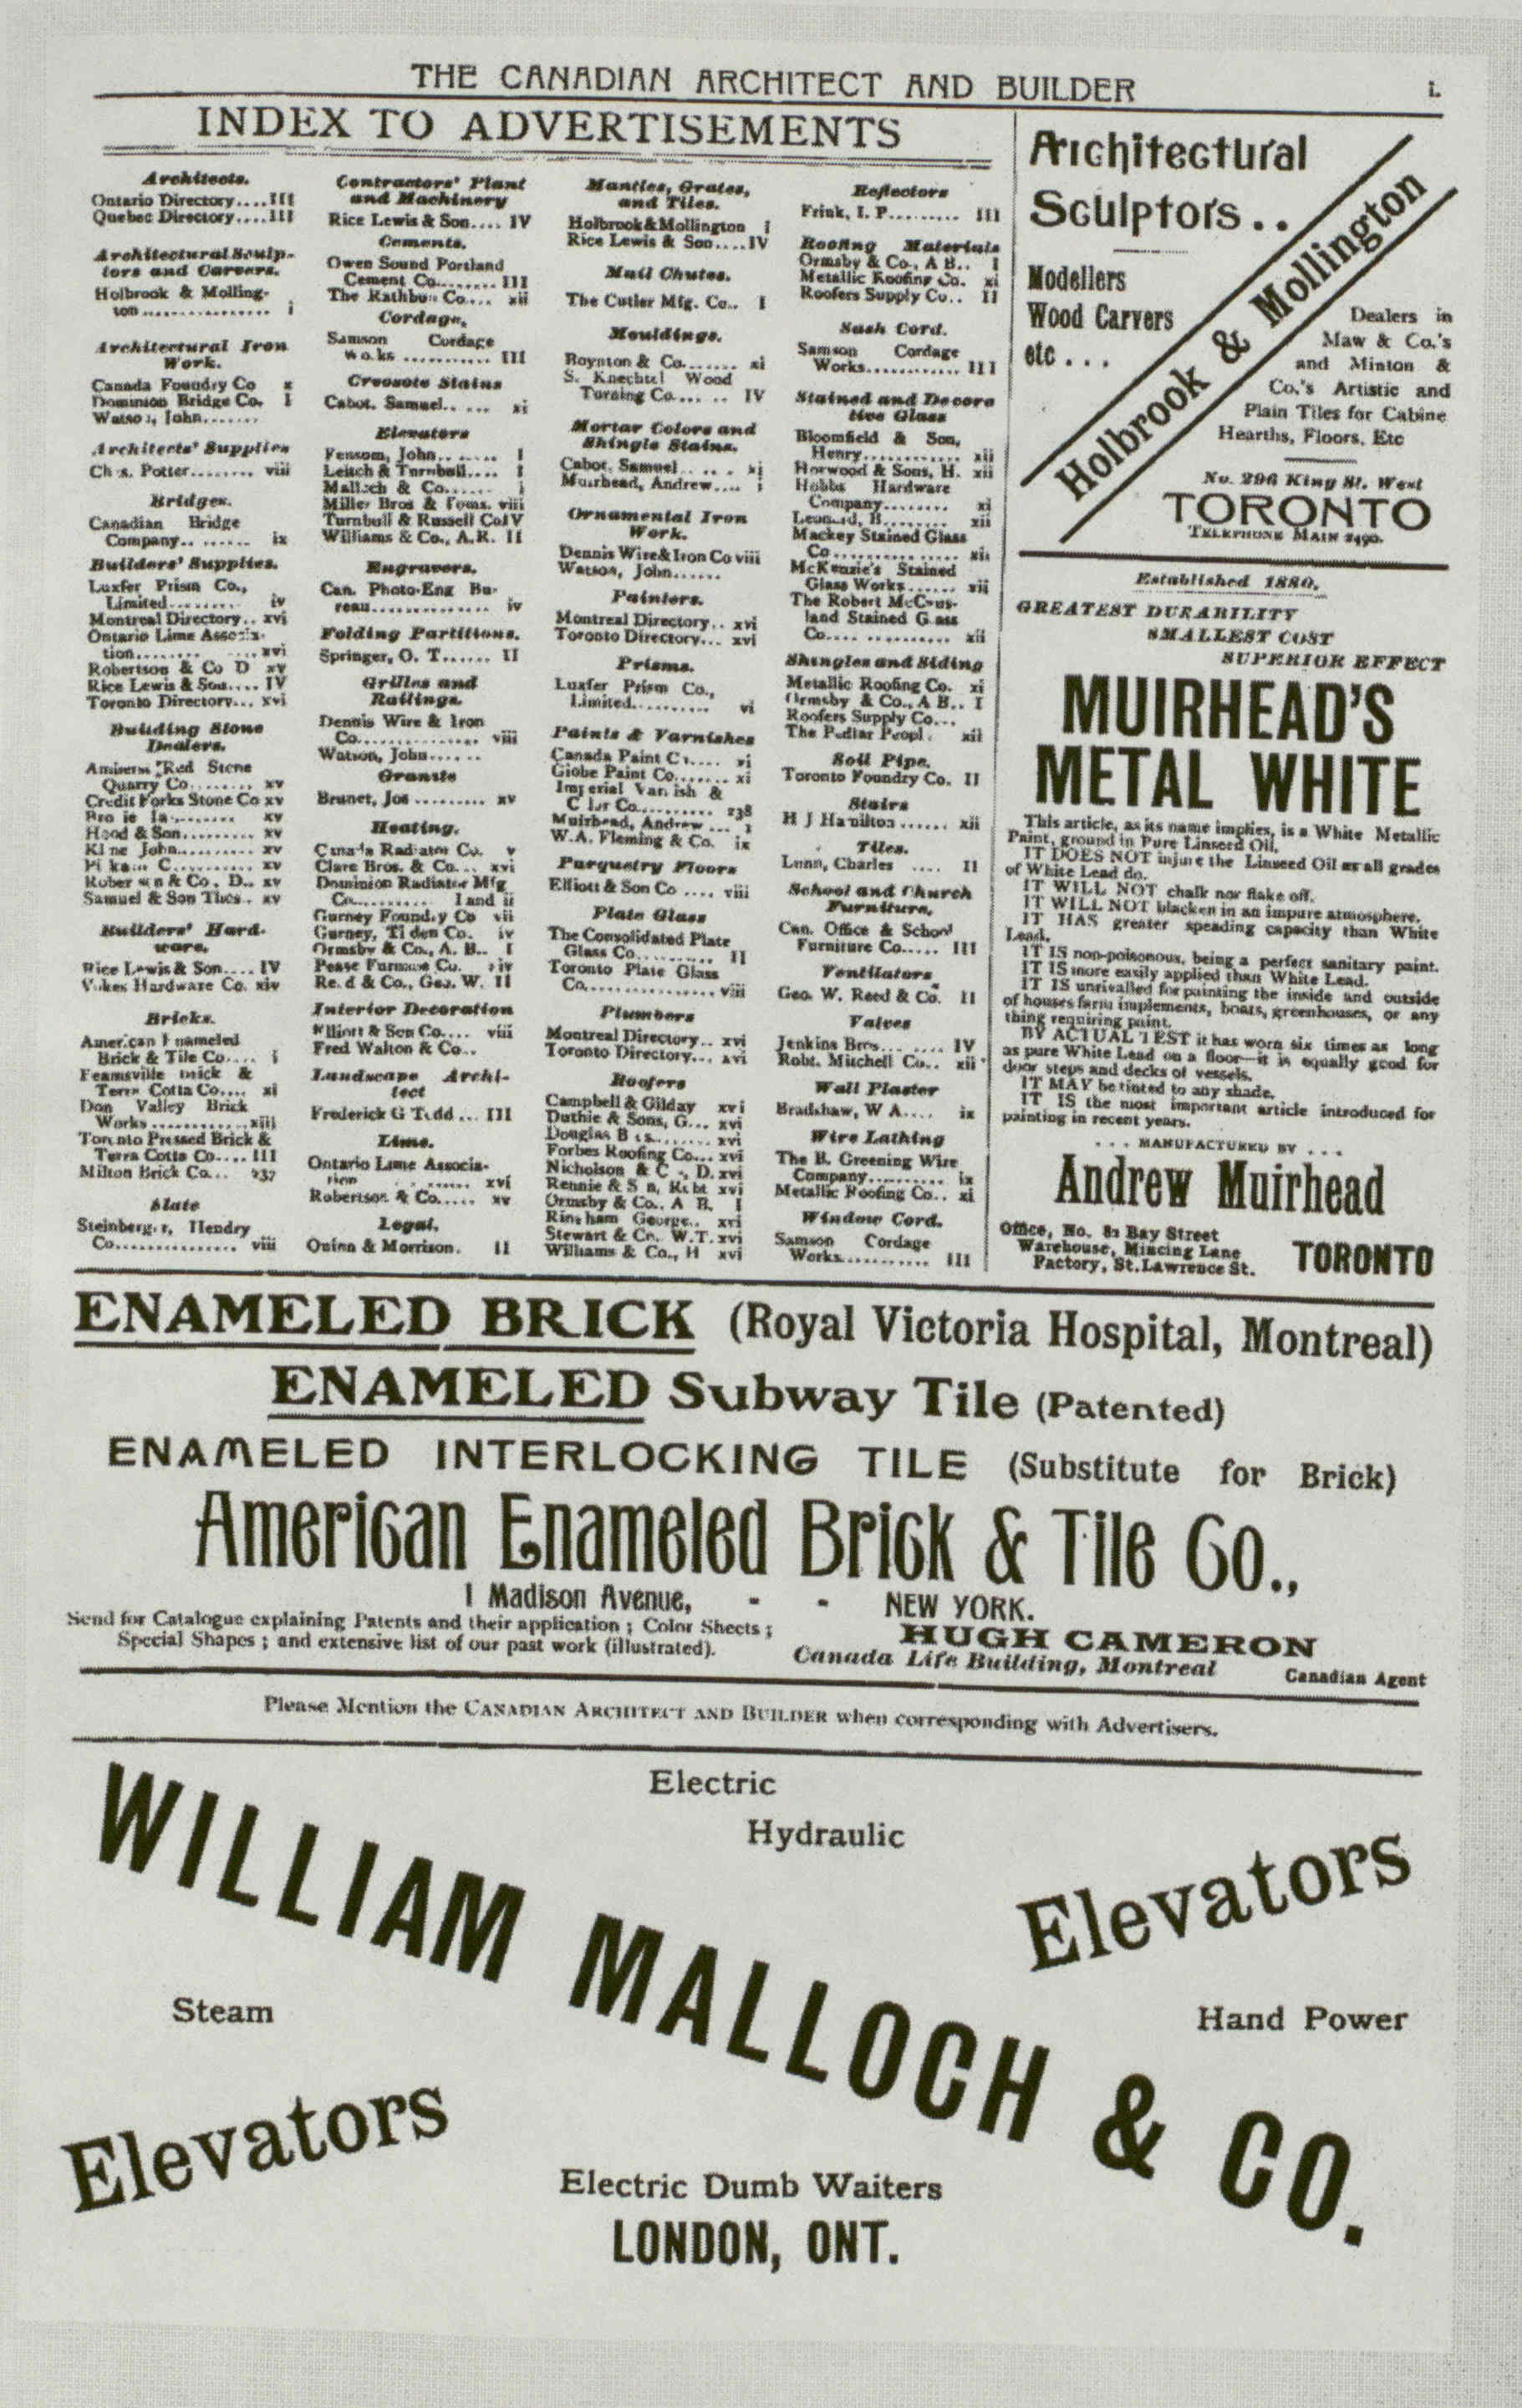 THE CANADIAN ARCHITECT AND BUILDER
i.
INDEX TO ADVERTISEMENTS
Architects.
Ontario Directory....III
Quebec Directory....III
Architectural Sculp-
tors and Carvers.
Holbrook & Molling-
ton ................ i
Architectural Iron
Work.
Canada Foundry Co x
Dominion Bridge Co. I
Watson, John.......
Architects' Supplies
Chas. Potter........ viii
Bridges.
Canadian Bridge
Company.. ...... ix
Builders' Supplies.
Luxfer Prism Co.,
Limited........ iv
Montreal Directory.. xvi
Ontario Lime Associa-
tion........ ....xvi
Robertson & Co D xv
Rice Lewis & Son.... IV
Toronto Directory... xvi
Building Stone
Dealers.
Amherst Red Stone
Quarry Co........ xv
Credit Forks Stone Co xv
xv
Hood & Son......... xv
Kline John.......... xv
xv
Robertson & Co. D.. xv
Samuel & Son Thos.. xv
Builders' Hard-
ware.
Rice Lewis & Son.... IV
Vokes Hardware Co. xiv
Bricks.
American Enameled
Brick & Tile Co.... i
Beamsville Brick &
Terra Cotta Co.... xi
Don Valley Brick
Works.............xiii
Toronto Pressed Brick &
Terra Cotta Co....III
Milton Brick Co... 237
Slate
Steinberger, Hendry
Co............... viii
Contractors' Plant
and Machinery
Rice Lewis & Son.... IV
Cements.
Owen Sound Portland
Cement Co........III
The Rathbun Co.... xii
Cordage.
Samson Cordage
Works ........... III
Creosote Stains
Cabot. Samuel.. ... xi
Elevators
Fensom, John.. ..... I
Leitch & Turnbull.... I
Malloch & Co...... i
Miller Bros & Toms. viii
Turnbull & Russell Co IV
Williams & Co., A.R. II
Engravers.
Can. Photo-Eng Bu-
reau.............. iv
Folding Partitions.
Springer, O. T...... II
Grilles and
Railings.
Dennis Wire & Iron
Co............... viii
Watson, John......
Granite
Brunet, Jos ......... xv
Heating.
Canada Radiator Co. v
Clare Bros. & Co... xvi
Dominion Radiator Mfg
Co.......... I and ii
Gurney Foundry Co vii
Gurney, Tilden Co. iv
Ormsby & Co., A. B.. I
Pease Furnace Co. xiv
Reed & Co., Geo. W. II
Interior Decoration
Elliott & Son Co.... viii
Fred Walton & Co..
Landscape Archi-
tect
Frederick G Todd ... III
Lime.
Ontario Lime Associa-
tion ...... xvi
Robertson & Co..... xv
Legal.
Quinn & Morrison. II
Mantles, Grates,
and Tiles.
Holbrook & Mollington i
Rice Lewis & Son....IV
Mail Chutes.
The Cutler Mfg. Co.. I
Mouldings.
Boynton & Co....... xi
S. Knechtel Wood
Turning Co.... .. IV
Mortar Colors and
Shingle Stains.
Cabot, Samuel.. .. . xi
Muirhead, Andrew.... i
Ornamental Iron
Work.
Dennis Wire & Iron Co viii
Watson, John......
Painters.
Montreal Directory.. xvi
Toronto Directory... xvi
Prisms.
Luxfer Prism Co.,
Limited.......... vi
Paints & Varnishes
Canada Paint Co.... vi
Globe Paint Co....... xi
Imperial Varnish &
Color Co.......... 238
Muirhead, Andrew ... i
W.A. Fleming & Co. ix
Parquetry Floors
Elliott & Son Co .... viii
Plate Glass
The Consolidated Plate
Glass Co.......... II
Toronto Plate Glass
Co................viii
Plumbers
Montreal Directory.. xvi
Toronto Directory... xvi
Roofers
Campbell & Gilday xvi
Duthie & Sons, G... xvi
Douglas Bros........ xvi
Forbes Roofing Co... xvi
Nicholson & Co., D. xvi
Rennie & Son, Robt xvi
Ormsby & Co., A B. I
Rinsham George.. xvi
Stewart & Co. W.T. xvi
Williams & Co., H xvi
Reflectors
Frink, I. P......... III
Roofing Materials
Ormsby & Co., A B.. I
Metallic Roofing Co. xi
Roofers Supply Co.. II
Sash Cord.
Samson Cordage
Works............ III
Stained and Decora
tive Glass
Bloomfield & Son,
Henry............ xii
Horwood & Sons, H. xii
Hobbs Hardware
Company........ xi
Leonard, B........ xii
Mackey Stained Glass
Co .............. xii
McKenzie's Stained
Glass Works...... xii
The Robert McCaus-
land Stained Glass
Co.... .......... xii
Shingles and Siding
Metallic Roofing Co. xi
Ormsby & Co., A B.. I
Roofers Supply Co...
The Pedlar People xii
Soil Pipe.
Toronto Foundry Co. II
Stairs
H J Hamilton ...... xii
Tiles.
Lunn, Charles .... II
School and Church
Furniture.
Can. Office & School
Furniture Co..... III
Ventilators
Geo. W. Reed & Co. II
Valves
Jenkins Bros... .... IV
Robt. Mitchell Co.. xii
Wall Plaster
Bradshaw, W A.... ix
Wire Lathing
The B. Greening Wire
Company.......... ix
Metallic Roofing Co.. xi
Window Cord.
Samson Cordage
Works........... III
Architectural
Sculptors . .
Modellers
Wood Carvers
etc . . .
Holbrook & Mollington
Dealers in
Maw & Co.'s
and Minton &
Co.'s Artistic and
Plain Tiles for Cabine
Hearths, Floors, Etc
No. 296 King St. West
TORONTO
TELEPHONE MAIN 2490.
Established 1880.
GREATEST DURABILITY
SMALLEST COST
SUPERIOR EFFECT
MUIRHEAD'S
METAL WHITE
This article, as its name implies, is a White Metallic
Paint, ground in Pure Linseed Oil.
IT DOES NOT injure the Linseed Oil as all grades
of White Lead do.
IT WILL NOT chalk nor flake off.
IT WILL NOT blacken in an impure atmosphere.
IT HAS greater speading capacity than White
Lead.
IT IS non-poisonous, being a perfect sanitary paint.
IT IS more easily applied than White Lead.
IT IS unrivalled for painting the inside and outside
of houses farm implements, boats, greenhouses, or any
thing requiring paint.
BY ACTUAL TEST it has worn six times as long
as pure White Lead on a floor—it is equally good for
door steps and decks of vessels.
IT MAY be tinted to any shade.
IT IS the most important article introduced for
painting in recent years.
. . . MANUFACTURED BY . . .
Andrew Muirhead
Office, No. 82 Bay Street
Warehouse, Mincing Lane
Factory, St. Lawrence St.
TORONTO
ENAMELED BRICK (Royal Victoria Hospital, Montreal)
ENAMELED Subway Tile (Patented)
ENAMELED INTERLOCKING TILE (Substitute for Brick)
American Enameled Brick & Tile Co.,
1 Madison Avenue, - - NEW YORK.
Send for Catalogue explaining Patents and their application ; Color Sheets ;
Special Shapes ; and extensive list of our past work (illustrated).
HUGH CAMERON
Canada Life Building, Montreal
Canadian Agent
Please Mention the CANADIAN ARCHITECT AND BUILDER when corresponding with Advertisers.
Electric
Hydraulic
WILLIAM MALLOCH & CO.
Elevators
Steam
Hand Power
Elevators
Electric Dumb Waiters
LONDON, ONT.